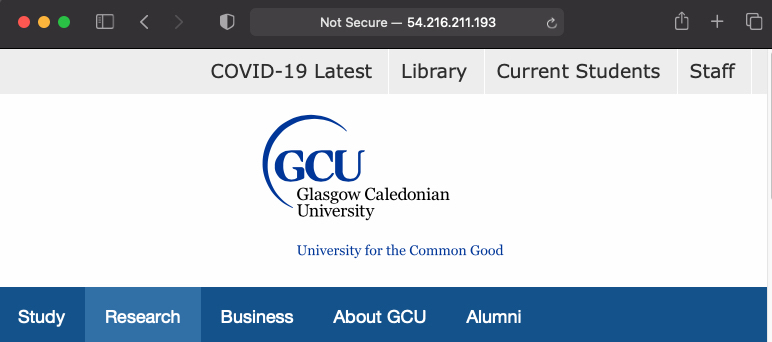 Not Secure — 54.216.211.193
COVID-19 Latest Library Current Students Staff
GCU
Glasgow Caledonian
University
University for the Common Good
Study Research Business About GCU Alumni